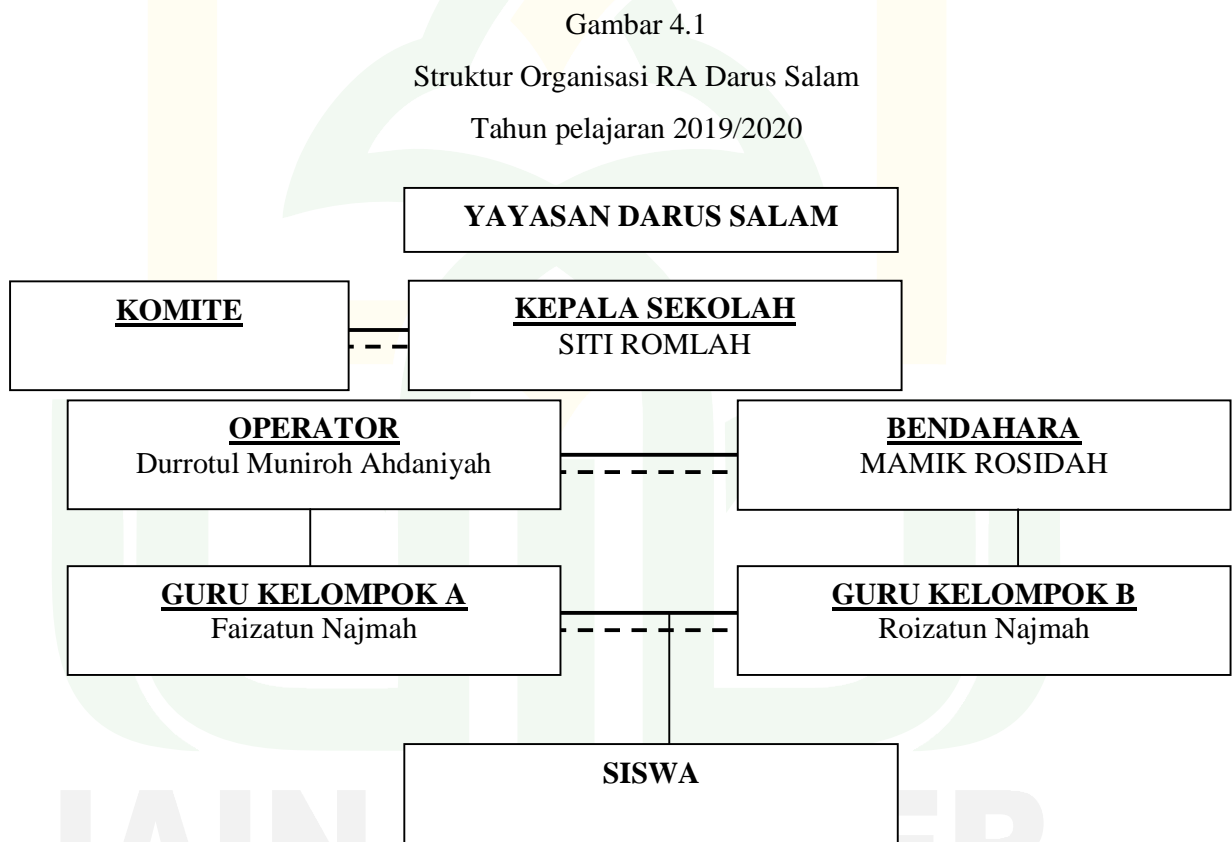 Gambar 4.1
Struktur Organisasi RA Darus Salam
Tahun pelajaran 2019/2020
YAYASAN DARUS SALAM
KOMITE
KEPALA SEKOLAH
SITI ROMLAH
OPERATOR
Durrotul Muniroh Ahdaniyah
BENDAHARA
MAMIK ROSIDAH
GURU KELOMPOK A
Faizatun Najmah
GURU KELOMPOK B
Roizatun Najmah
SISWA
IAIN